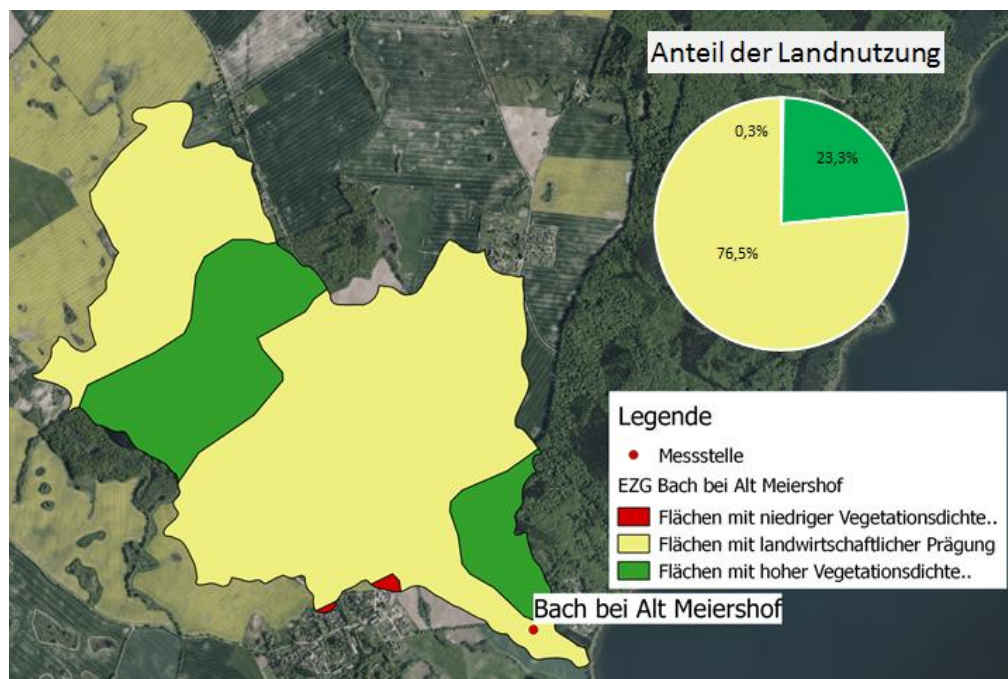 Anteil der Landnutzung
0,3%
23,3%
76,5%
Legende
Messstelle
EZG Bach bei Alt Meiershof
Flächen mit niedriger Vegetationsdichte..
Flächen mit landwirtschaftlicher Prägung
Flächen mit hoher Vegetationsdichte..
Bach bei Alt Meiershof